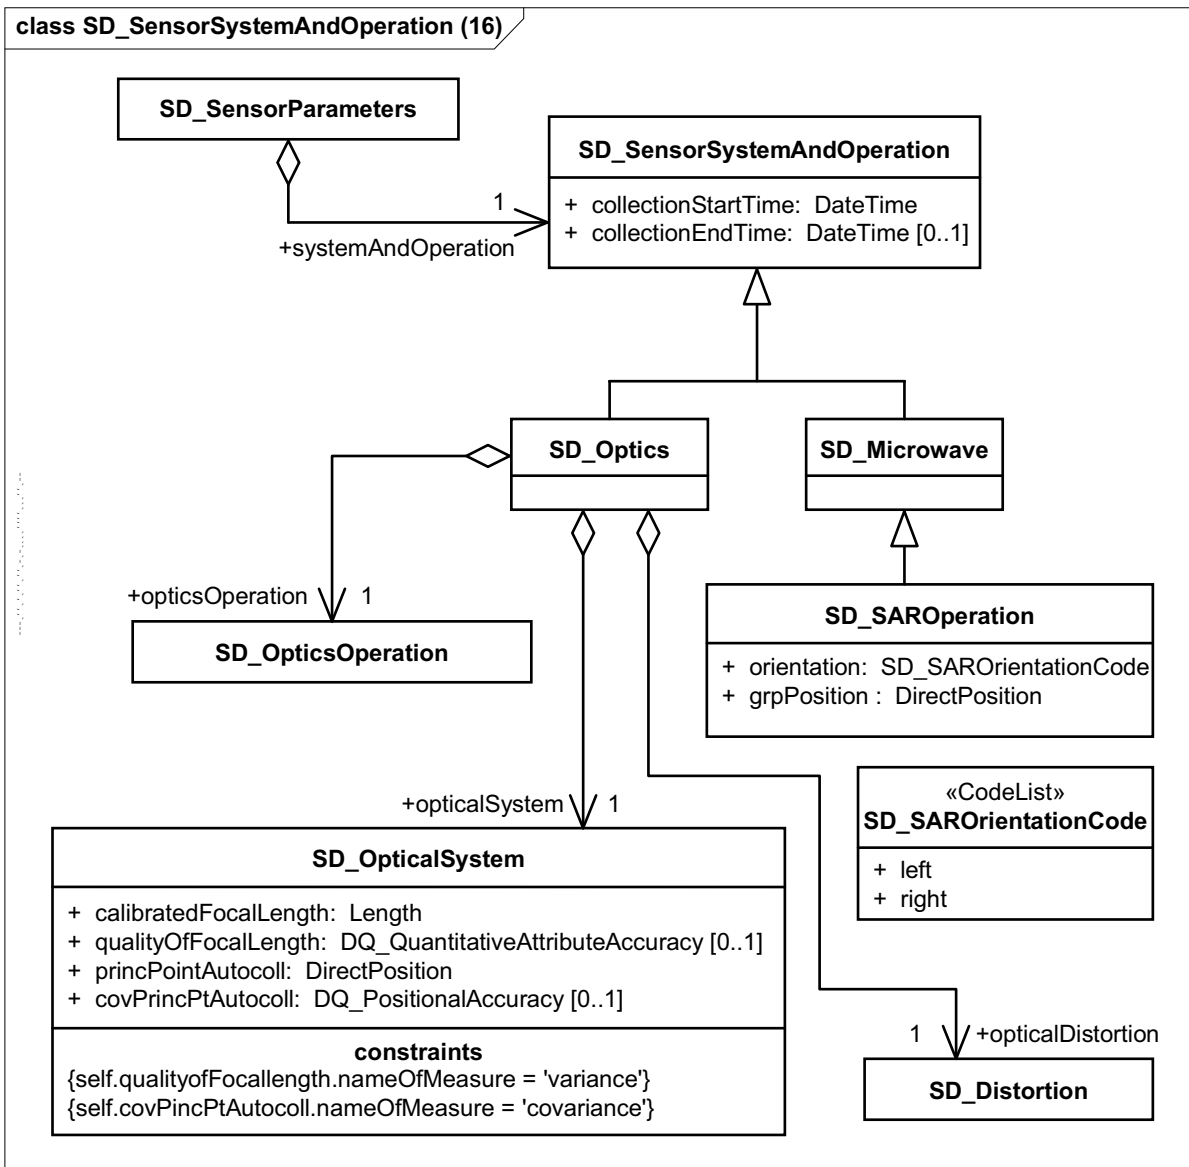 class SD_SensorSystemAndOperation (16)
SD_SensorParameters
SD_SensorSystemAndOperation
+ collectionStartTime: DateTime
+ collectionEndTime: DateTime [0..1]
1
+systemAndOperation
SD_Optics
SD_Microwave
+opticsOperation
1
SD_OpticsOperation
SD_SAROperation
+ orientation: SD_SAROrientationCode
+ grpPosition : DirectPosition
+opticalSystem
1
«CodeList»
SD_SAROrientationCode
+ left
+ right
SD_OpticalSystem
+ calibratedFocalLength: Length
+ qualityOfFocalLength: DQ_QuantitativeAttributeAccuracy [0..1]
+ princPointAutocoll: DirectPosition
+ covPrincPtAutocoll: DQ_PositionalAccuracy [0..1]
constraints
{self.qualityofFocallength.nameOfMeasure = 'variance'}
{self.covPincPtAutocoll.nameOfMeasure = 'covariance'}
1
+opticalDistortion
SD_Distortion